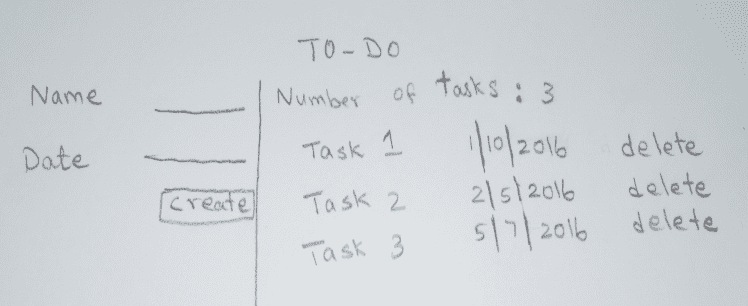 TO-DO
Name
Date
create
Number of tasks : 3
Task 1 1/10/2016 delete
Task 2 2/5/2016 delete
Task 3 5/7/2016 delete